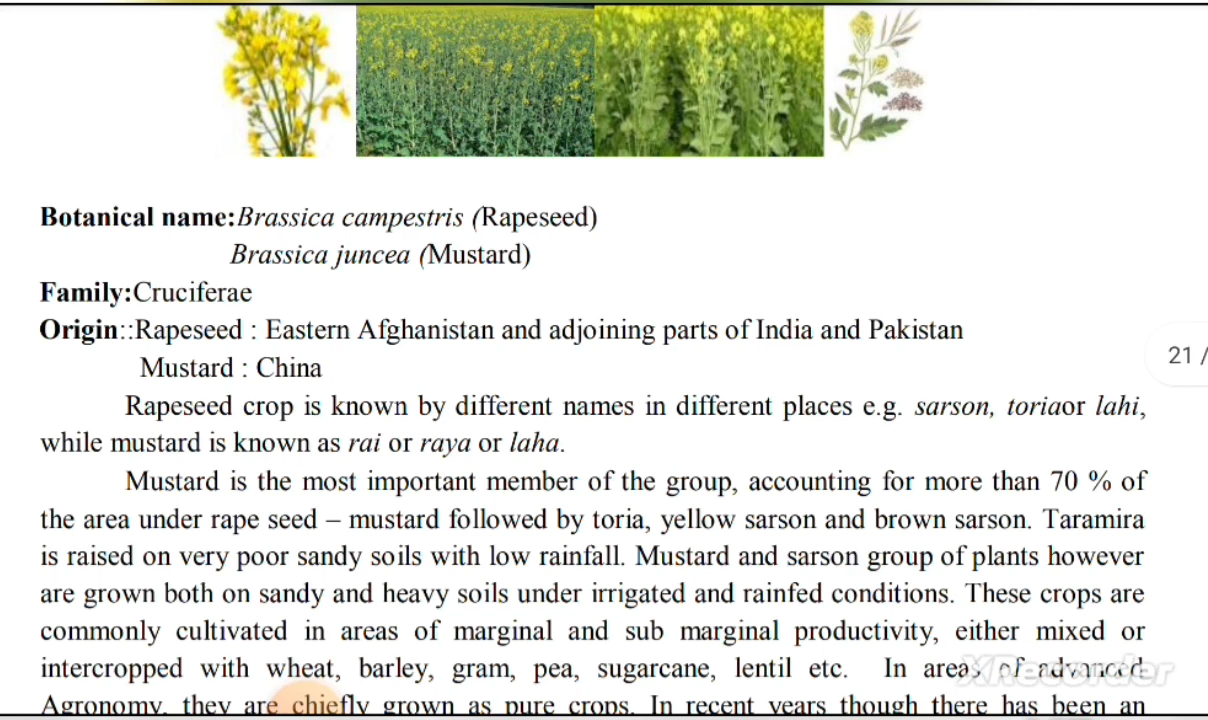 Botanical name:Brassica campestris (Rapeseed)
Brassica juncea (Mustard)
Family:Cruciferae
Origin::Rapeseed : Eastern Afghanistan and adjoining parts of India and Pakistan
21 /
Mustard : China
Rapeseed crop is known by different names in different places e.g. sarson, toriaor lahi,
while mustard is known as rai or raya or laha.
Mustard is the most important member of the group, accounting for more than 70 % of
the area under rape seed – mustard followed by toria, yellow sarson and brown sarson. Taramira
is raised on very poor sandy soils with low rainfall. Mustard and sarson group of plants however
are grown both on sandy and heavy soils under irrigated and rainfed conditions. These crops are
commonly cultivated in areas of marginal and sub marginal productivity, either mixed or
intercropped with wheat, barley, gram, pea, sugarcane, lentil etc. In areas of advanced
XRecorder
Agronomy, they are chiefly grown as pure crops. In recent years though there has been an